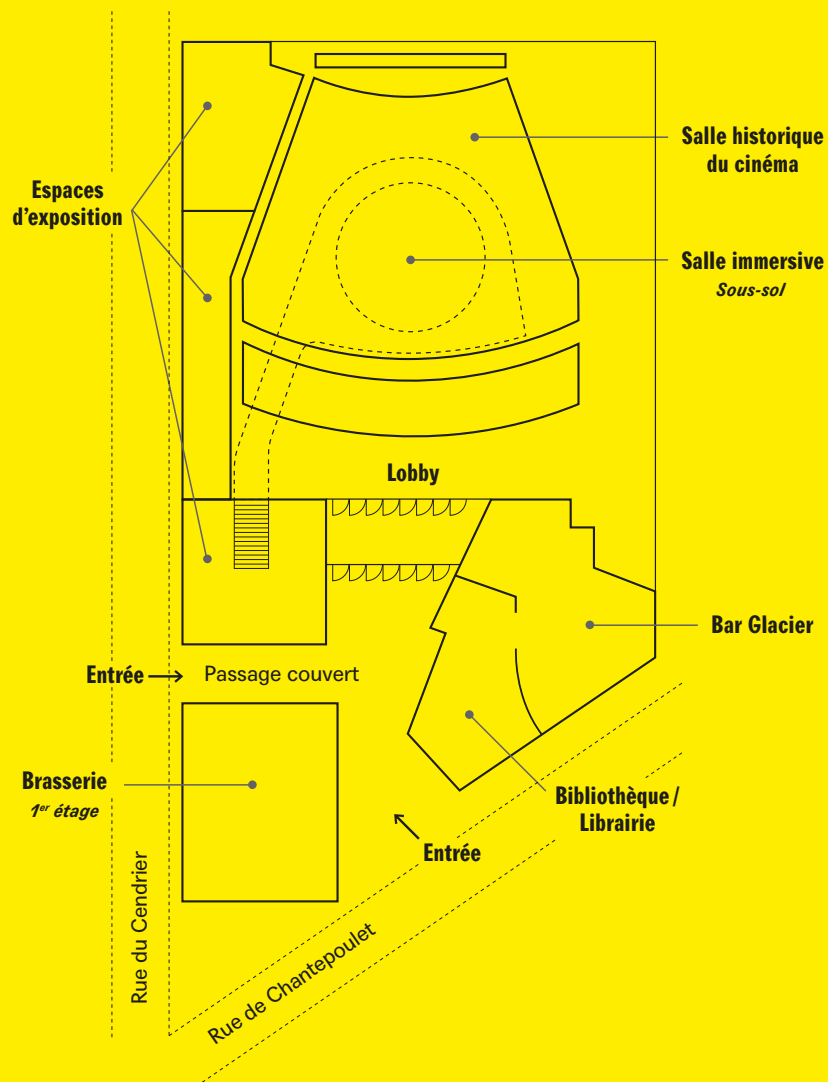 Salle historique
du cinéma
Espaces
d'exposition
Salle immersive
Sous-sol
Lobby
Bar Glacier
Entrée
Passage couvert
Brasserie
1er étage
Bibliothèque /
Librairie
Entrée
Rue du Cendrier
Rue de Chantepoulet